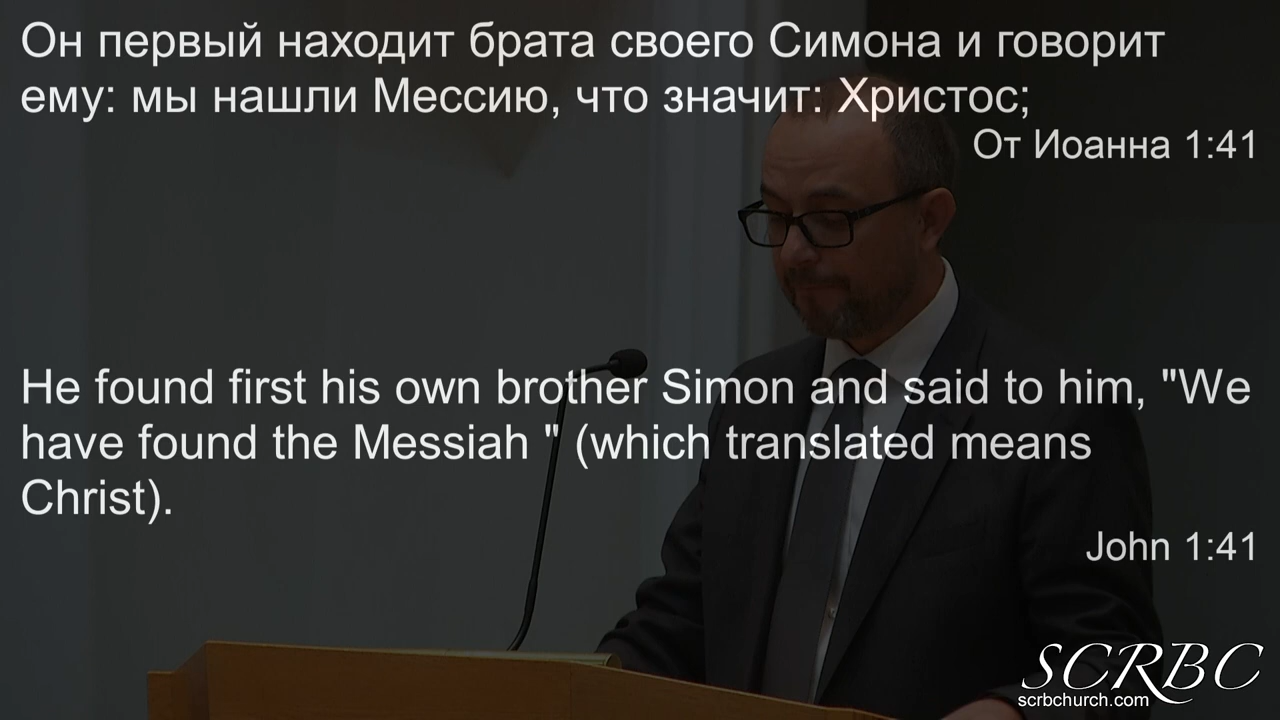 Он первый находит брата своего Симона и говорит
ему: мы нашли Мессию, что значит: Христос;
От Иоанна 1:41
He found first his own brother Simon and said to him, "We
have found the Messiah " (which translated means
Christ).
John 1:41
SCRBC
scrbchurch.com